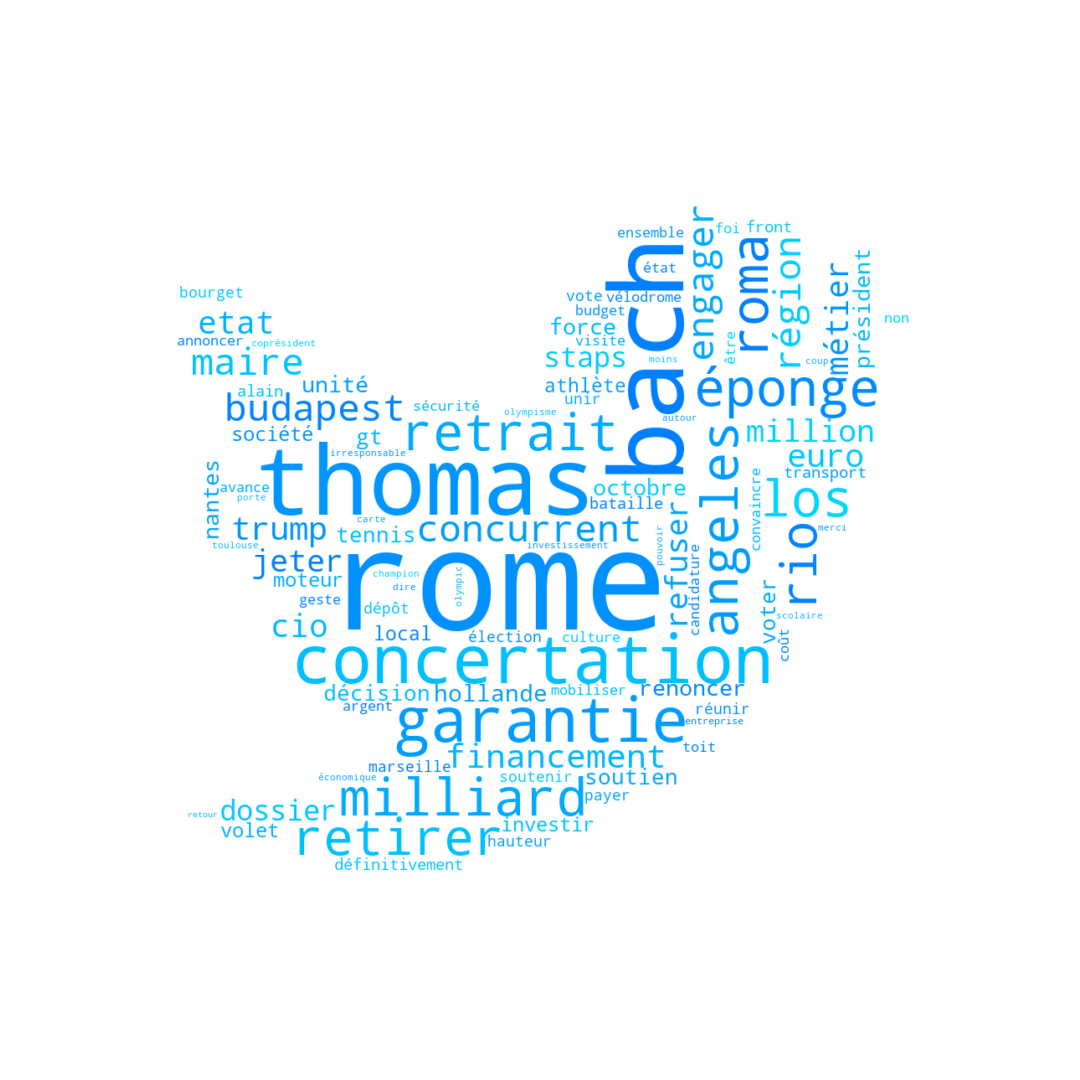 ensemble
foi
front
état
bourget
vote
vélodrome
engager
roma
région
métier
président
etat
budget
force
non
annoncer
coprésident
visite
bach
être
maire
staps
moins
coup
unité
athlète
éponge
alain
unir
budapest
sécurité
olympisme
retrait
autour
société
gt
million
irresponsable
thomas
euro
nantes
avance
octobre
angeles
transport
porte
los
trump
tennis
concurrent
bataille
refuser
convaincre
carte
merci
rio
toulouse
investissement
pouvoir
jeter
rome
moteur
champion
dire
olympic
geste
dépôt
candidature
voter
scolaire
cio
local
élection
culture
coût
concertation
décision
hollande
mobiliser
renoncer
argent
garantie
réunir
entreprise
toit
marseille
financement
économique
soutenir
soutien
milliard
payer
dossier
retour
volet
retirer
investir
hauteur
définitivement